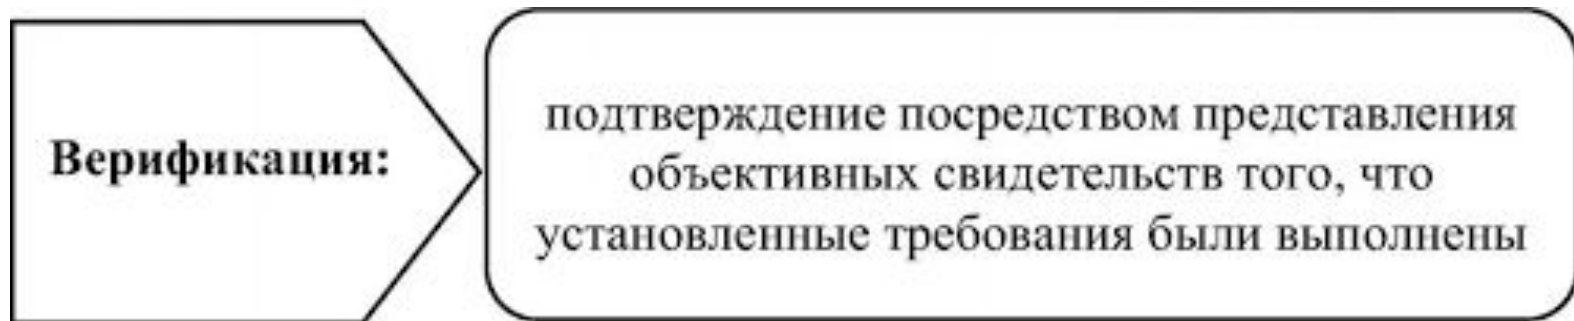 Верификация:
подтверждение посредством представления
объективных свидетельств того, что
установленные требования были выполнены